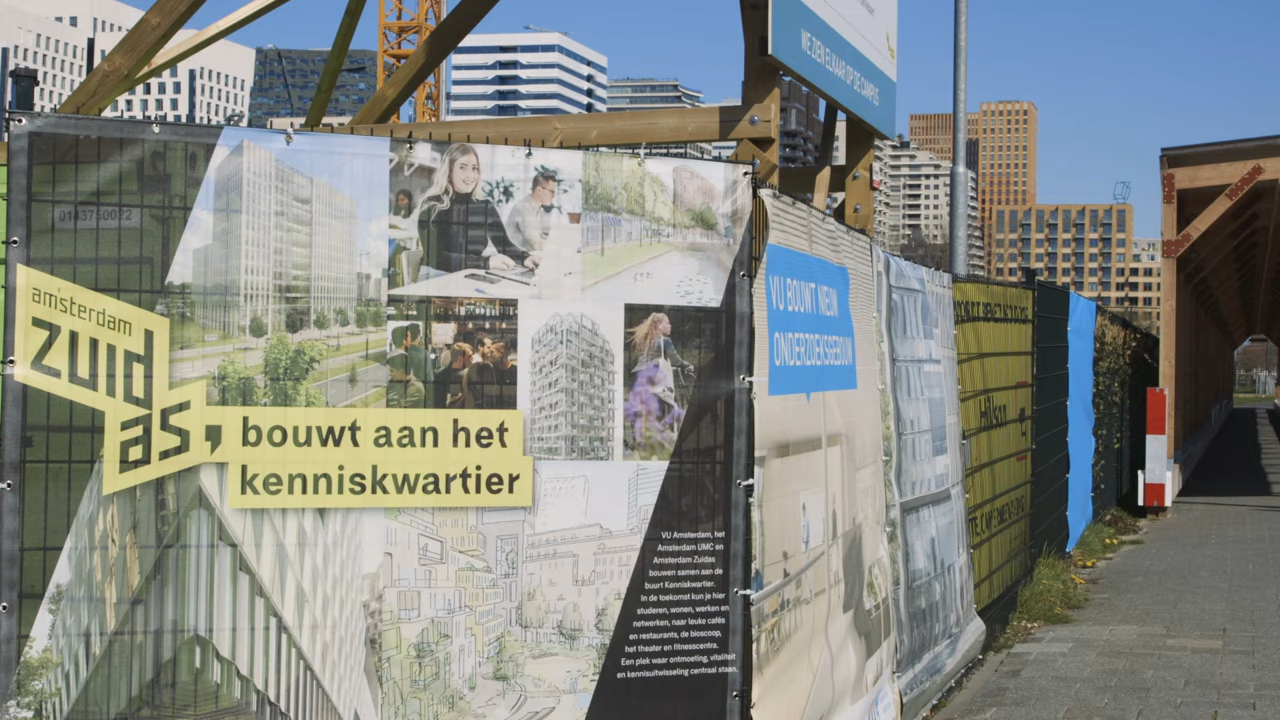 WE ZIEN ELKAAR OP DE CAMPUS
0143750022
amsterdam
zuid
as,
bouwt aan het
kenniskwartier
VU BOUWT NIEUW
ONDERZOEKSGEBOUW
Hillson
VU Amsterdam, het
Amsterdam UMC en
Amsterdam Zuidas
bouwen samen aan de
buurt Kenniskwartier.
In de toekomst kun je hier
studeren, wonen, werken en
netwerken, naar leuke cafés
en restaurants, de bioscoop,
het theater en fitnesscentra.
Een plek waar ontmoeting, vitaliteit
en kennisuitwisseling centraal staan.